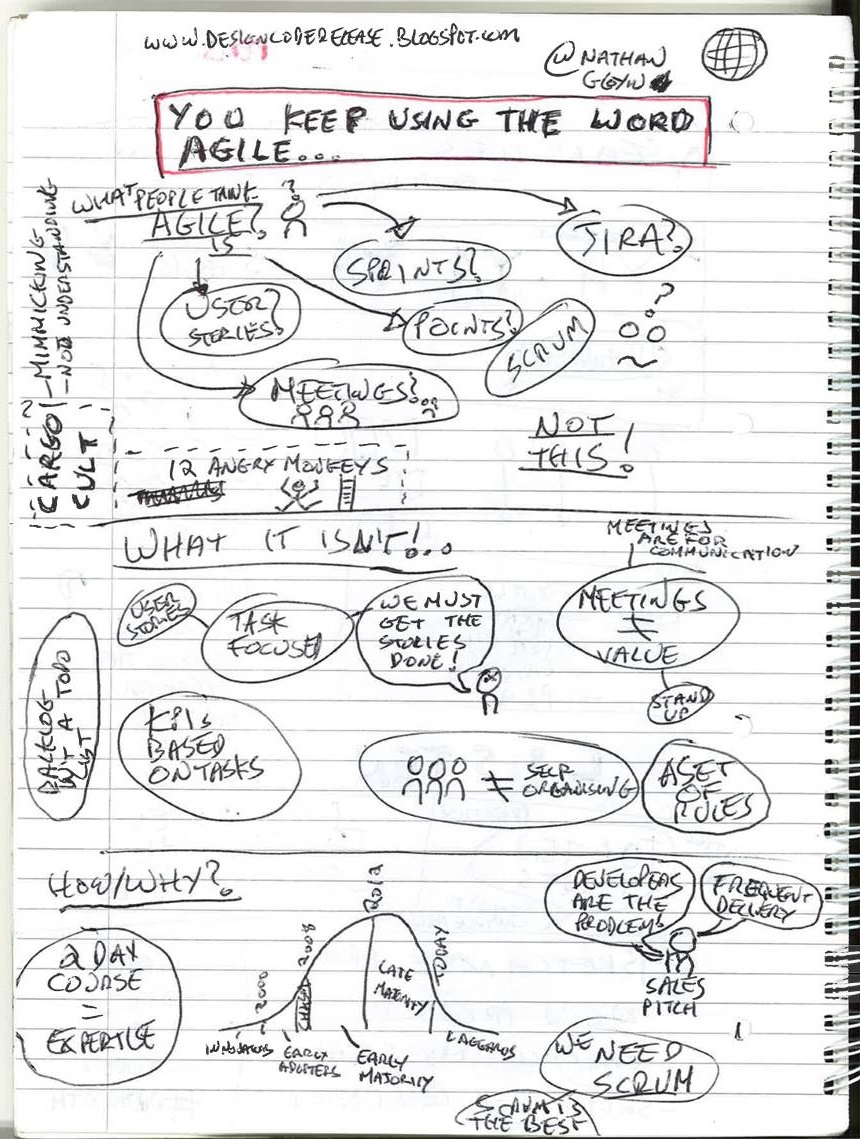 WWW.DESIGNCODERELEASE.BLOGSPOT.COM
@NATHAN
YOU KEEP USING THE WORD
AGILE...
WHAT PEOPLE TINK
AGILE?
IS
SPRINTS?
JIRA?
USER?
STORIES?
POINTS?
SCRUM
MEETINGS?
NOT
THIS!
CARGO
CULT
- MIMMICKING
- NOT UNDERSTANDING
12 ANGRY MONKEYS
WHAT IT ISN'T!...
MEETINGS
ARE FOR
COMMUNICATION
USER
STORIES
TASK
FOCUSED
WE MUST
GET THE
STORIES
DONE!
MEETINGS
≠
VALUE
STAND
UP
BACKLOG
ISN'T A TODO
LIST
KPIs
BASED
ON TASKS
≠ SELF
ORGANISING
A SET
OF
RULES
HOW/WHY?
2 DAY
COURSE
=
EXPERTISE
2000
2008
2012
TODAY
CHASM
LATE
MAJORITY
INNOVATORS
EARLY
ADOPTERS
EARLY
MAJORITY
LAGGARDS
DEVELOPERS
ARE THE
PROBLEM!
FREQUENT
DELIVERY
SALES
PITCH
WE NEED
SCRUM
SCRUM IS
THE BEST